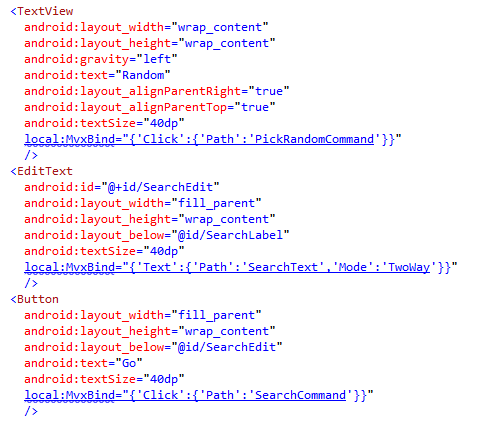 <TextView
android:layout_width="wrap_content"
android:layout_height="wrap_content"
android:gravity="left"
android:text="Random"
android:layout_alignParentRight="true"
android:layout_alignParentTop="true"
android:textSize="40dp"
local:MvxBind="{'Click':{'Path':'PickRandomCommand'}}"
/>
<EditText
android:id="@+id/SearchEdit"
android:layout_width="fill_parent"
android:layout_height="wrap_content"
android:layout_below="@id/SearchLabel"
android:textSize="40dp"
local:MvxBind="{'Text':{'Path':'SearchText','Mode':'TwoWay'}}"
/>
<Button
android:layout_width="fill_parent"
android:layout_height="wrap_content"
android:layout_below="@id/SearchEdit"
android:text="Go"
android:textSize="40dp"
local:MvxBind="{'Click':{'Path':'SearchCommand'}}"
/>